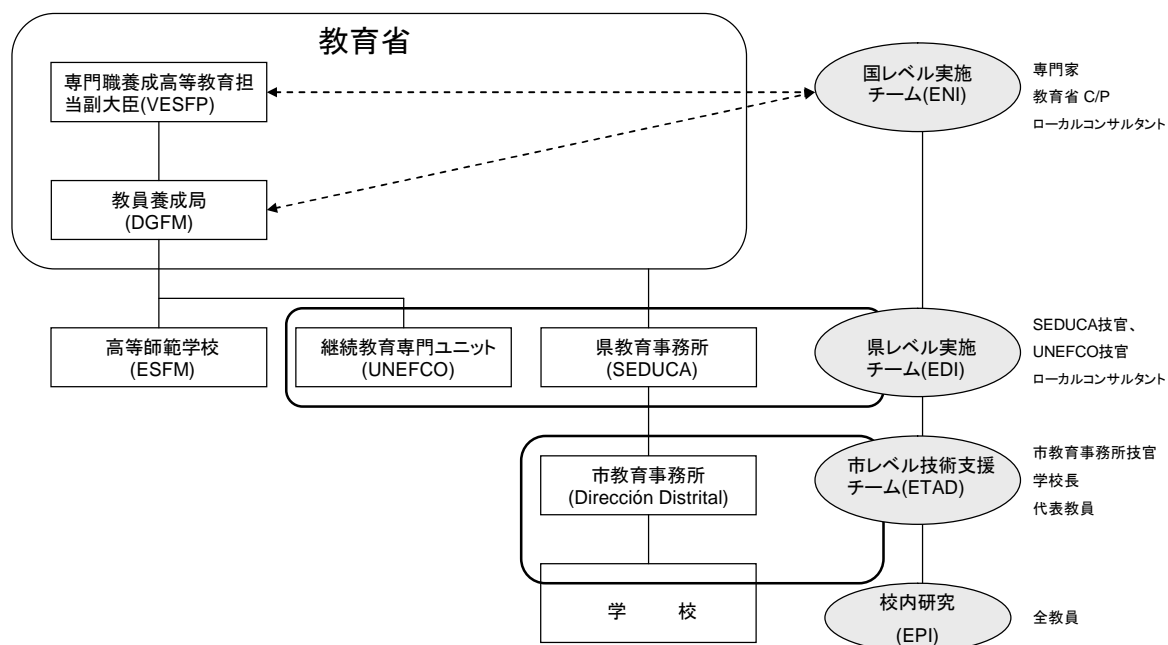 教育省
専門職養成高等教育担
当副大臣(VESFP)
国レベル実施
チーム(ENI)
専門家
教育省 C/P
ローカルコンサルタント
教員養成局
(DGFM)
高等師範学校
(ESFM)
継続教育専門ユニット
(UNEFCO)
県教育事務所
(SEDUCA)
県レベル実施
チーム(EDI)
SEDUCA技官、
UNEFCO技官
ローカルコンサルタント
市教育事務所
(Dirección Distrital)
市レベル技術支援
チーム(ETAD)
市教育事務所技官
学校長
代表教員
学 校
校内研究
(EPI)
全教員